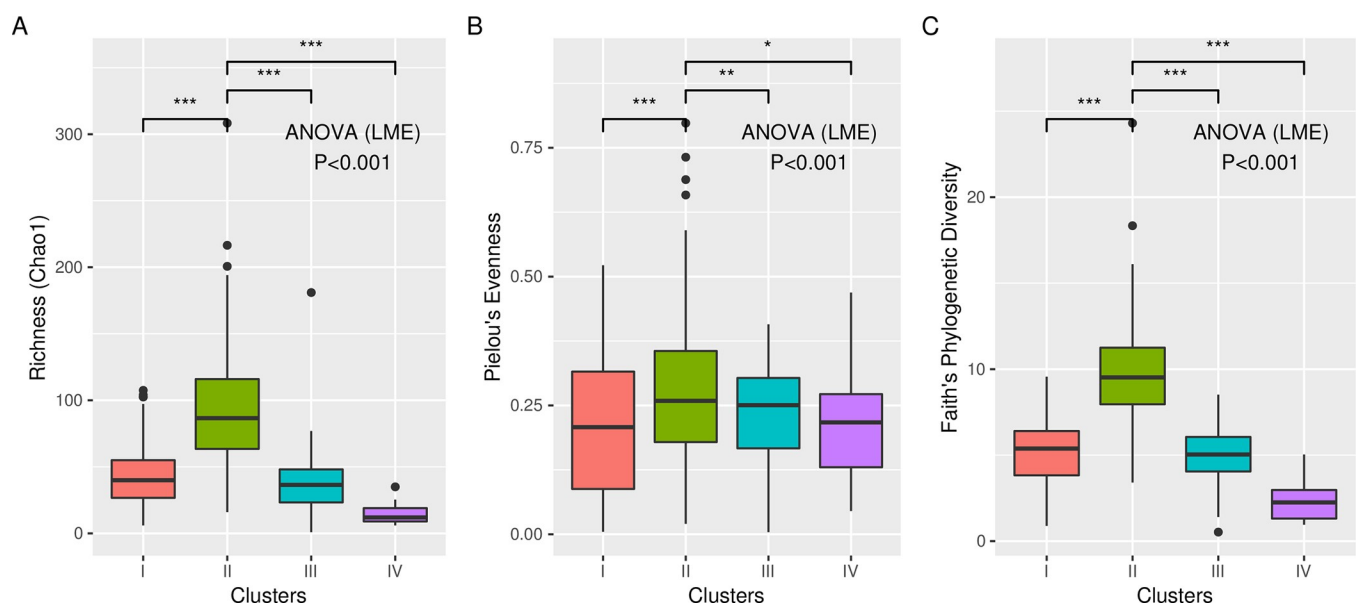 A
Richness (Chao1)
300
200
100
0
***
***
***
ANOVA (LME)
P<0.001
I
II
III
IV
Clusters
B
Pielou's Evenness
0.75
0.50
0.25
0.00
*
**
***
ANOVA (LME)
P<0.001
I
II
III
IV
Clusters
C
Faith's Phylogenetic Diversity
20
10
0
***
***
***
ANOVA (LME)
P<0.001
I
II
III
IV
Clusters